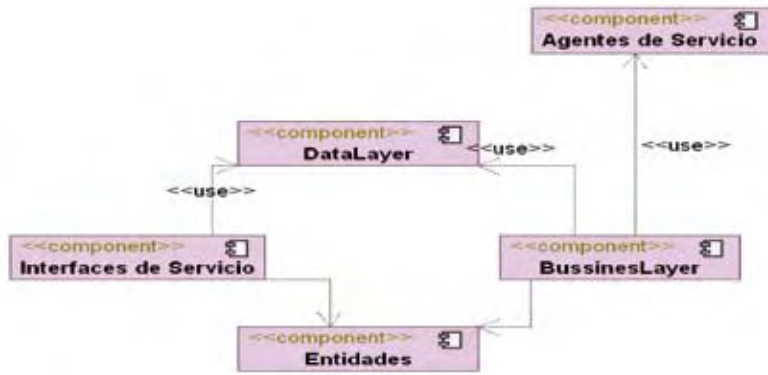 <<component>>
Agentes de Servicio
<<component>>
DataLayer
<<use>>
<<use>>
<<use>>
<<component>>
Interfaces de Servicio
<<component>>
BussinesLayer
<<component>>
Entidades